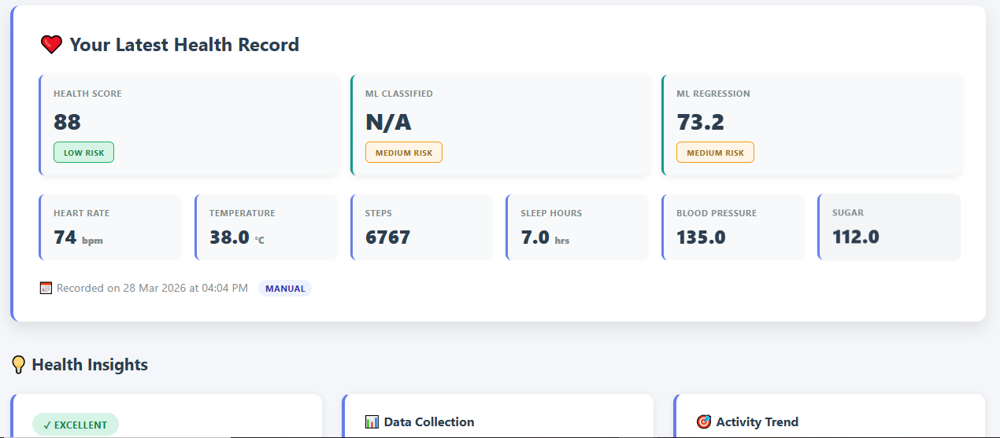 Your Latest Health Record
HEALTH SCORE
88
LOW RISK
ML CLASSIFIED
N/A
MEDIUM RISK
ML REGRESSION
73.2
MEDIUM RISK
HEART RATE
74 bpm
TEMPERATURE
38.0 °C
STEPS
6767
SLEEP HOURS
7.0 hrs
BLOOD PRESSURE
135.0
SUGAR
112.0
Recorded on 28 Mar 2026 at 04:04 PM MANUAL
Health Insights
✓ EXCELLENT
Data Collection
Activity Trend